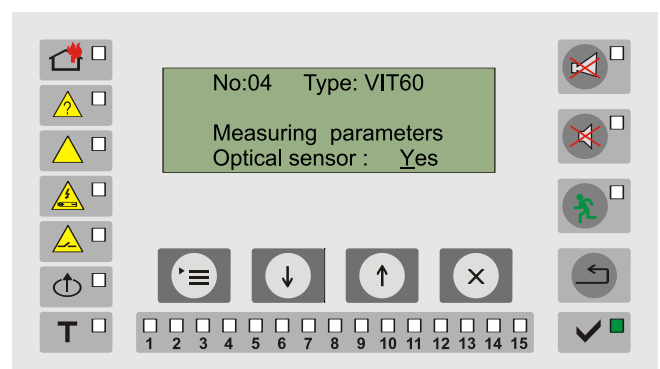 No:04 Type: VIT60
Measuring parameters
Optical sensor : Yes
?
T
1 2 3 4 5 6 7 8 9 10 11 12 13 14 15